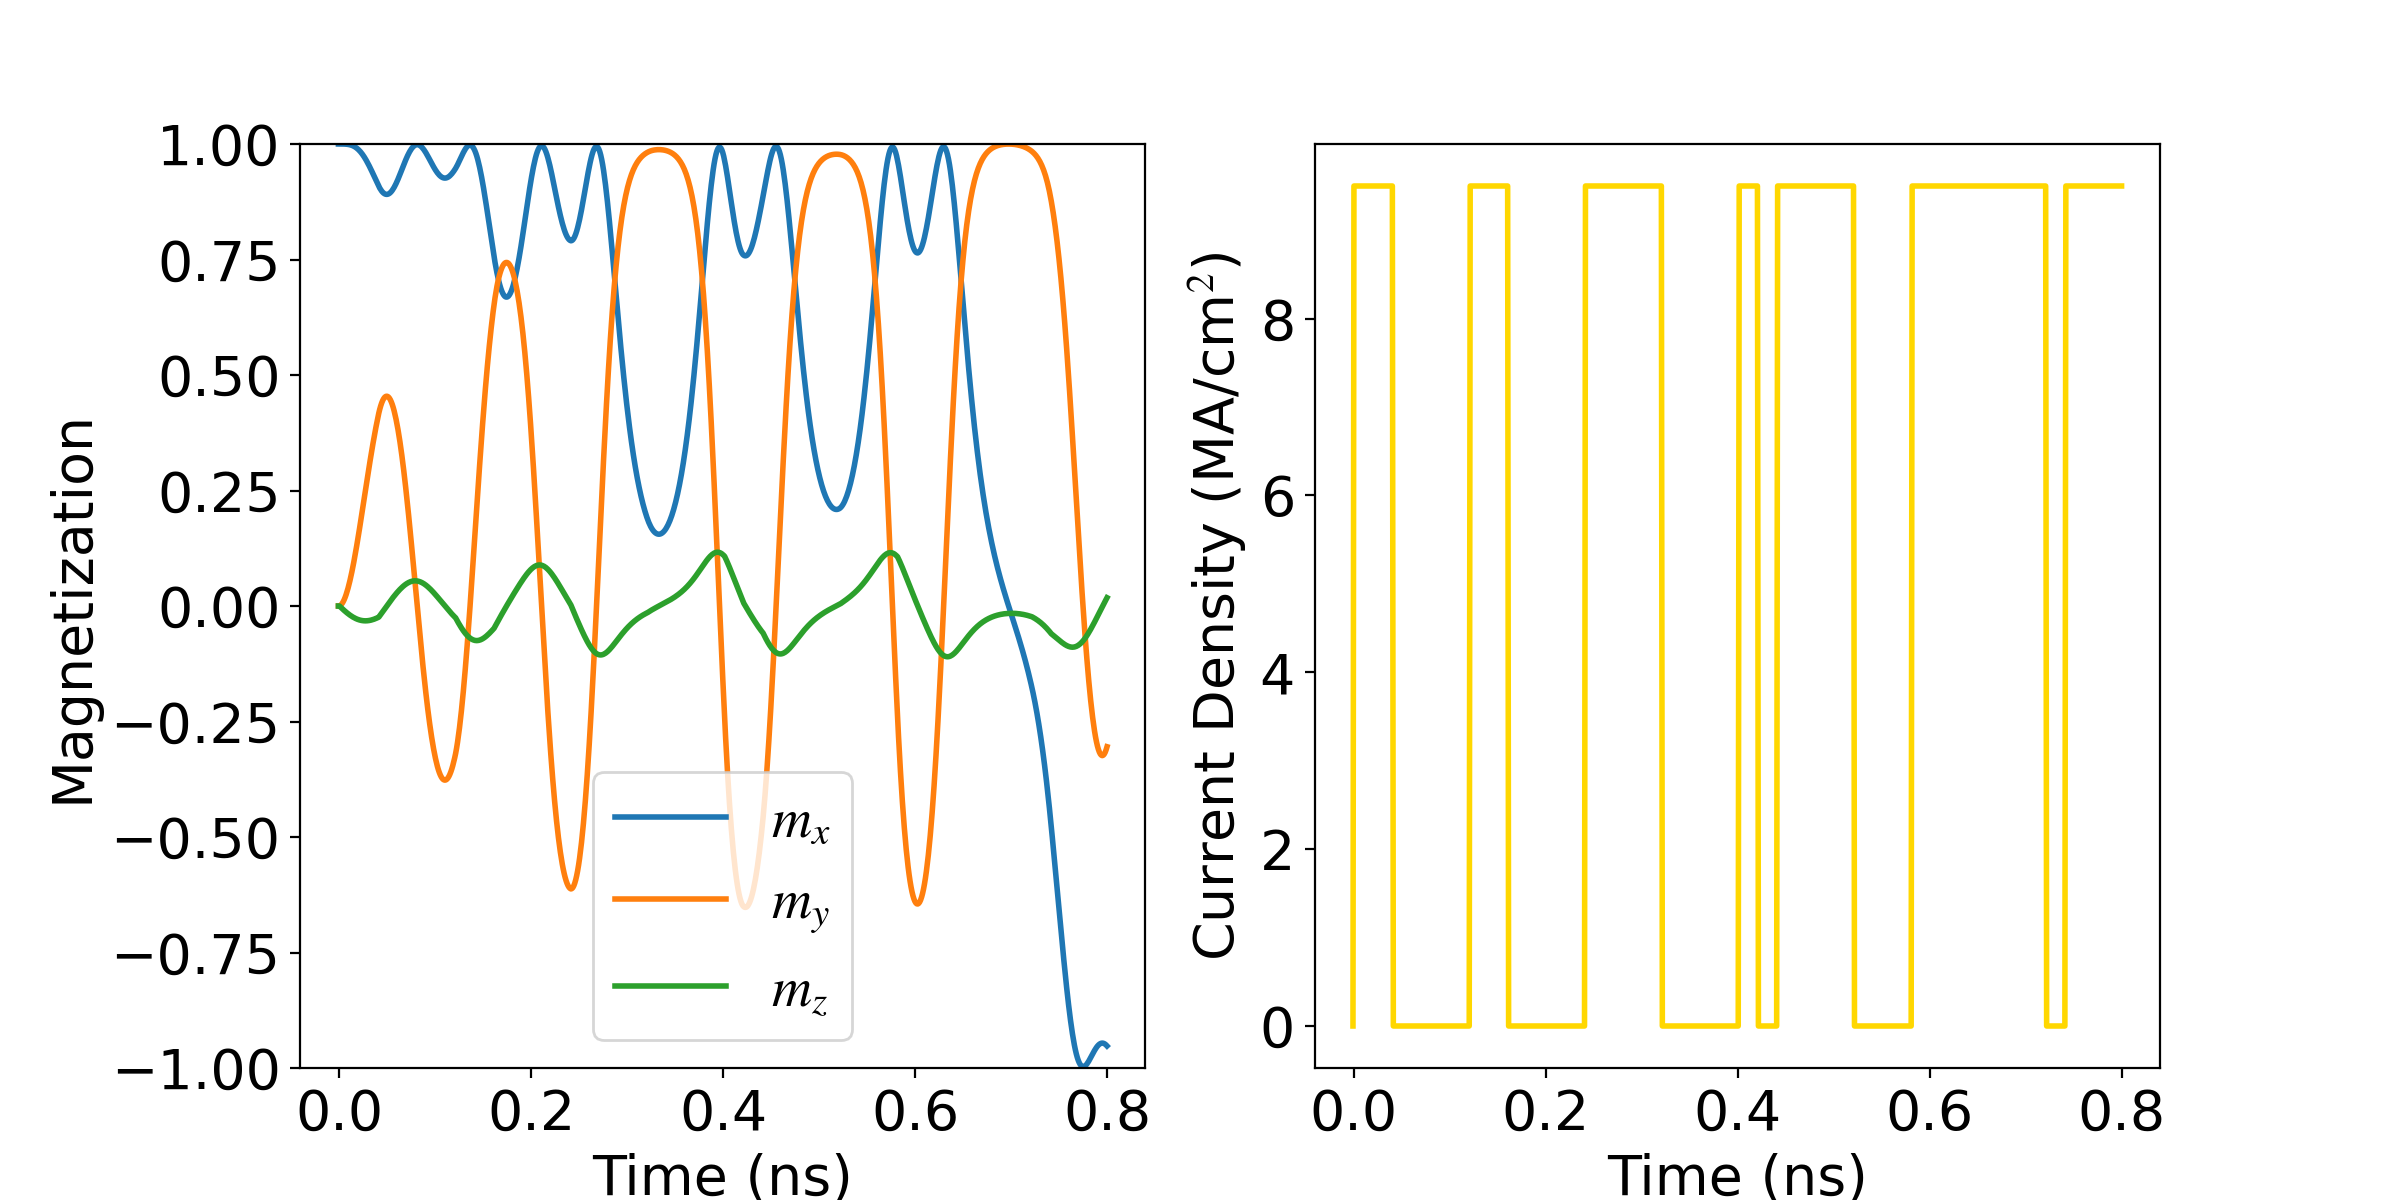 1.00
0.75
0.50
0.25
0.00
−0.25
−0.50
−0.75
−1.00
0.0 0.2 0.4 0.6 0.8
Time (ns)
Magnetization
m_x
m_y
m_z
8
6
4
2
0
0.0 0.2 0.4 0.6 0.8
Time (ns)
Current Density (MA/cm²)